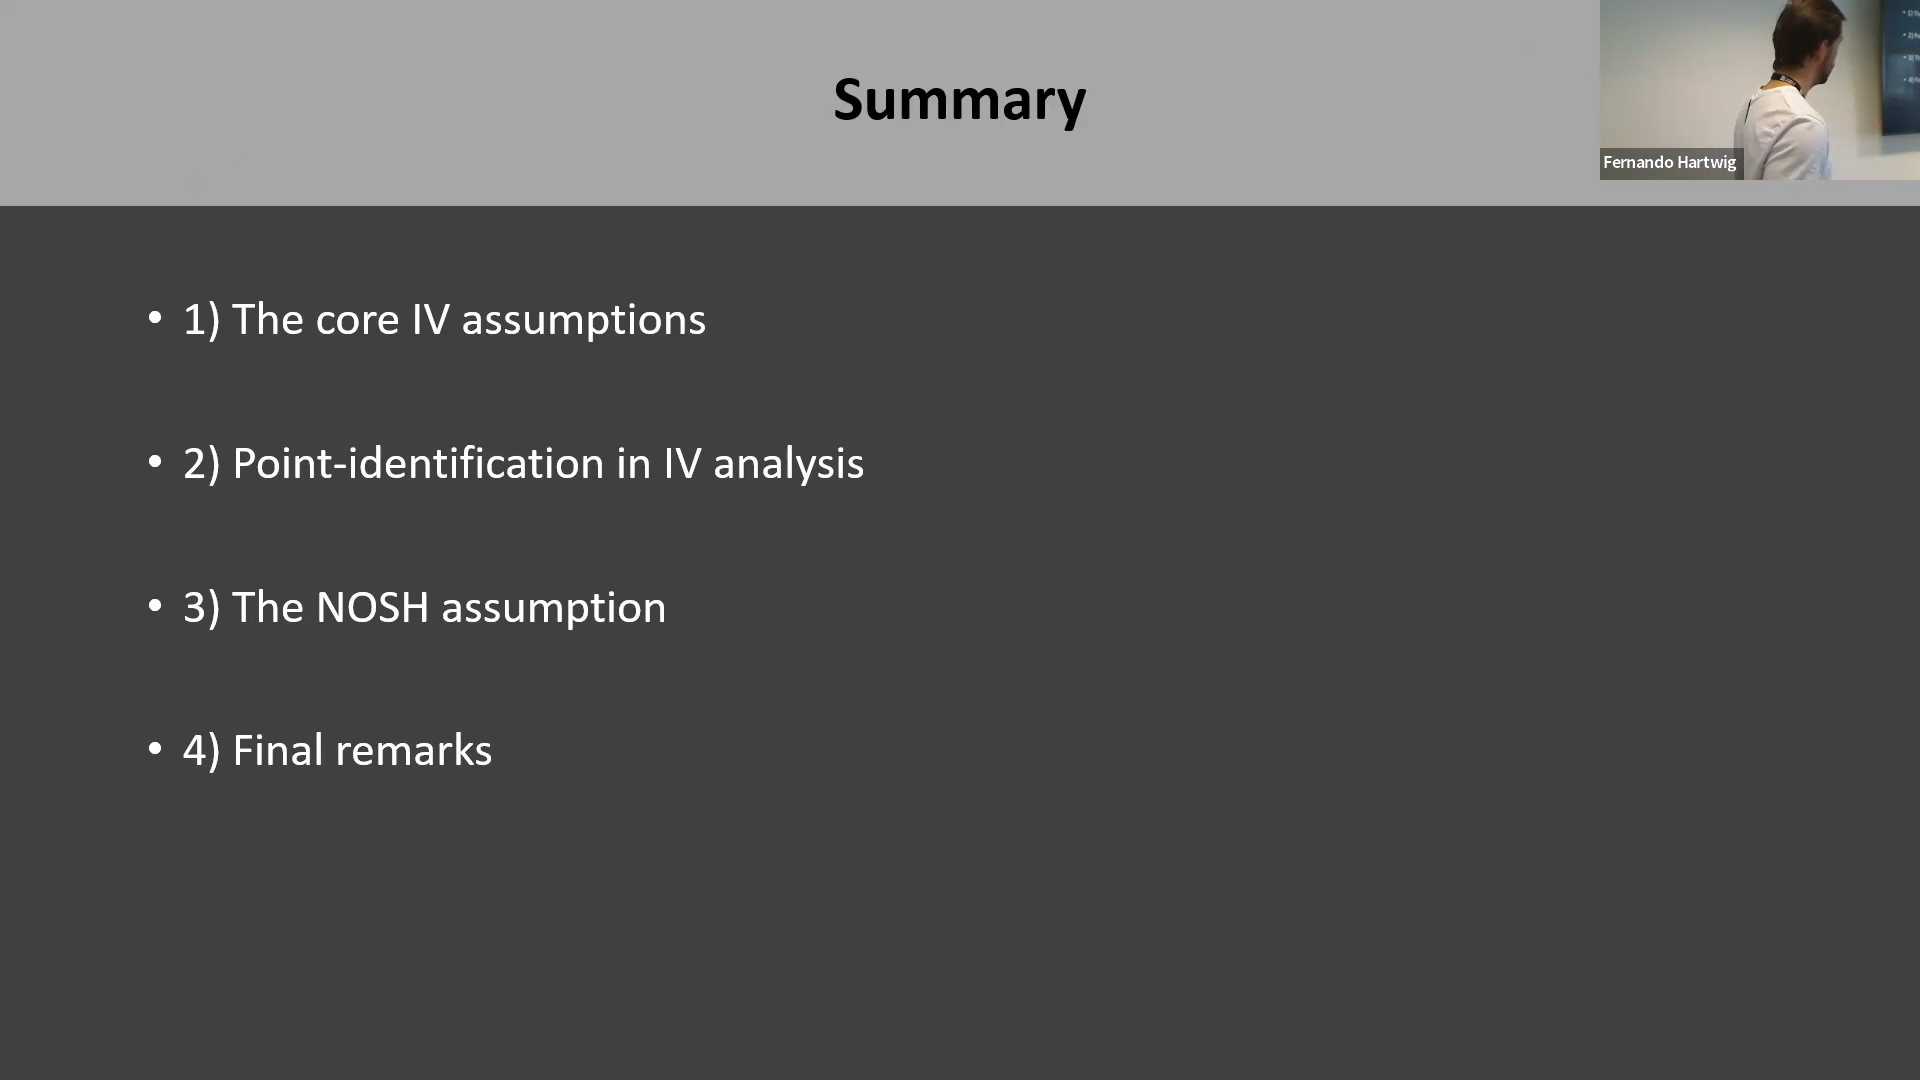 Summary
Fernando Hartwig
• 1) The core IV assumptions
• 2) Point-identification in IV analysis
• 3) The NOSH assumption
• 4) Final remarks